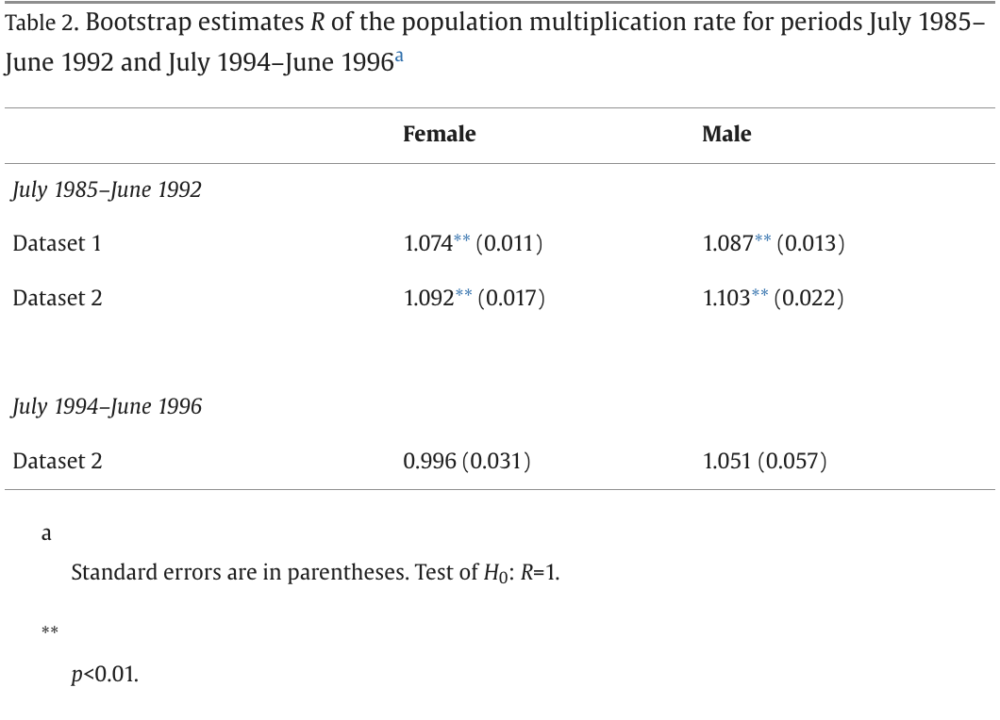 Table 2. Bootstrap estimates R of the population multiplication rate for periods July 1985–
June 1992 and July 1994–June 1996a
Female Male
July 1985–June 1992
Dataset 1 1.074** (0.011) 1.087** (0.013)
Dataset 2 1.092** (0.017) 1.103** (0.022)
July 1994–June 1996
Dataset 2 0.996 (0.031) 1.051 (0.057)
a
Standard errors are in parentheses. Test of H0: R=1.
**
p<0.01.